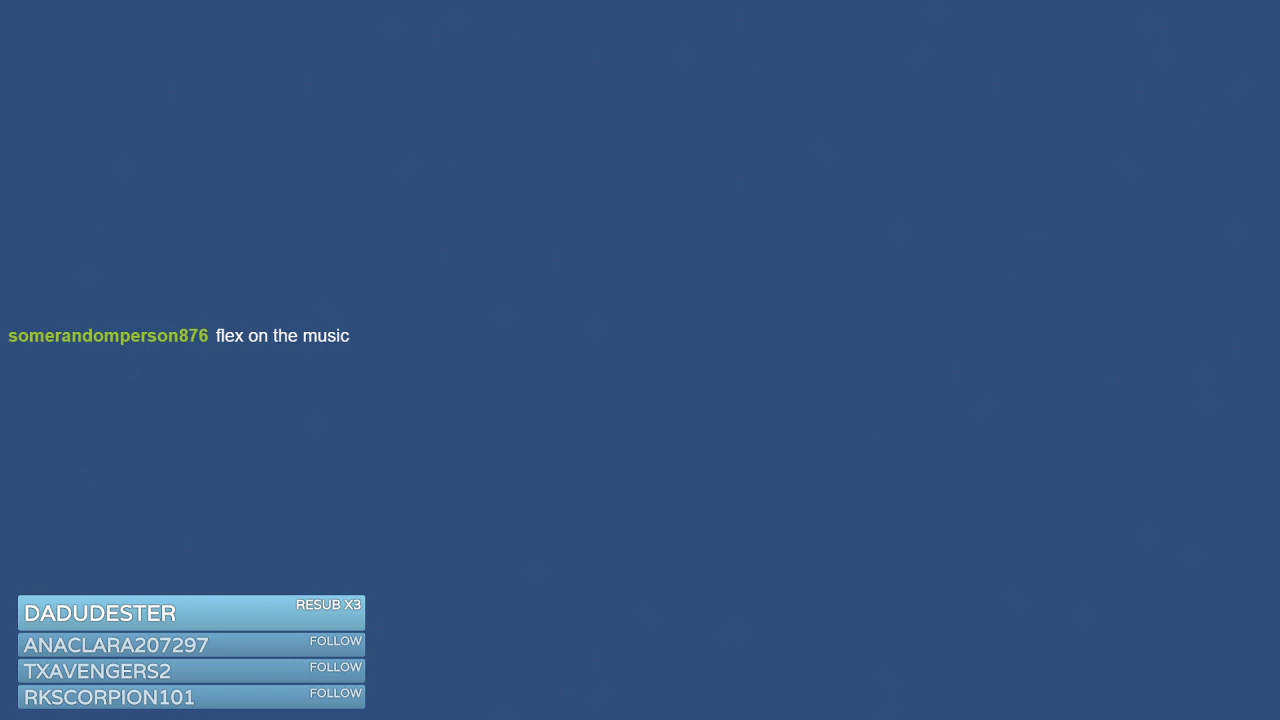 somerandomperson876 flex on the music
DADUDESTER RESUB X3
ANACLARA207297 FOLLOW
TXAVENGERS2 FOLLOW
RKSCORPION101 FOLLOW